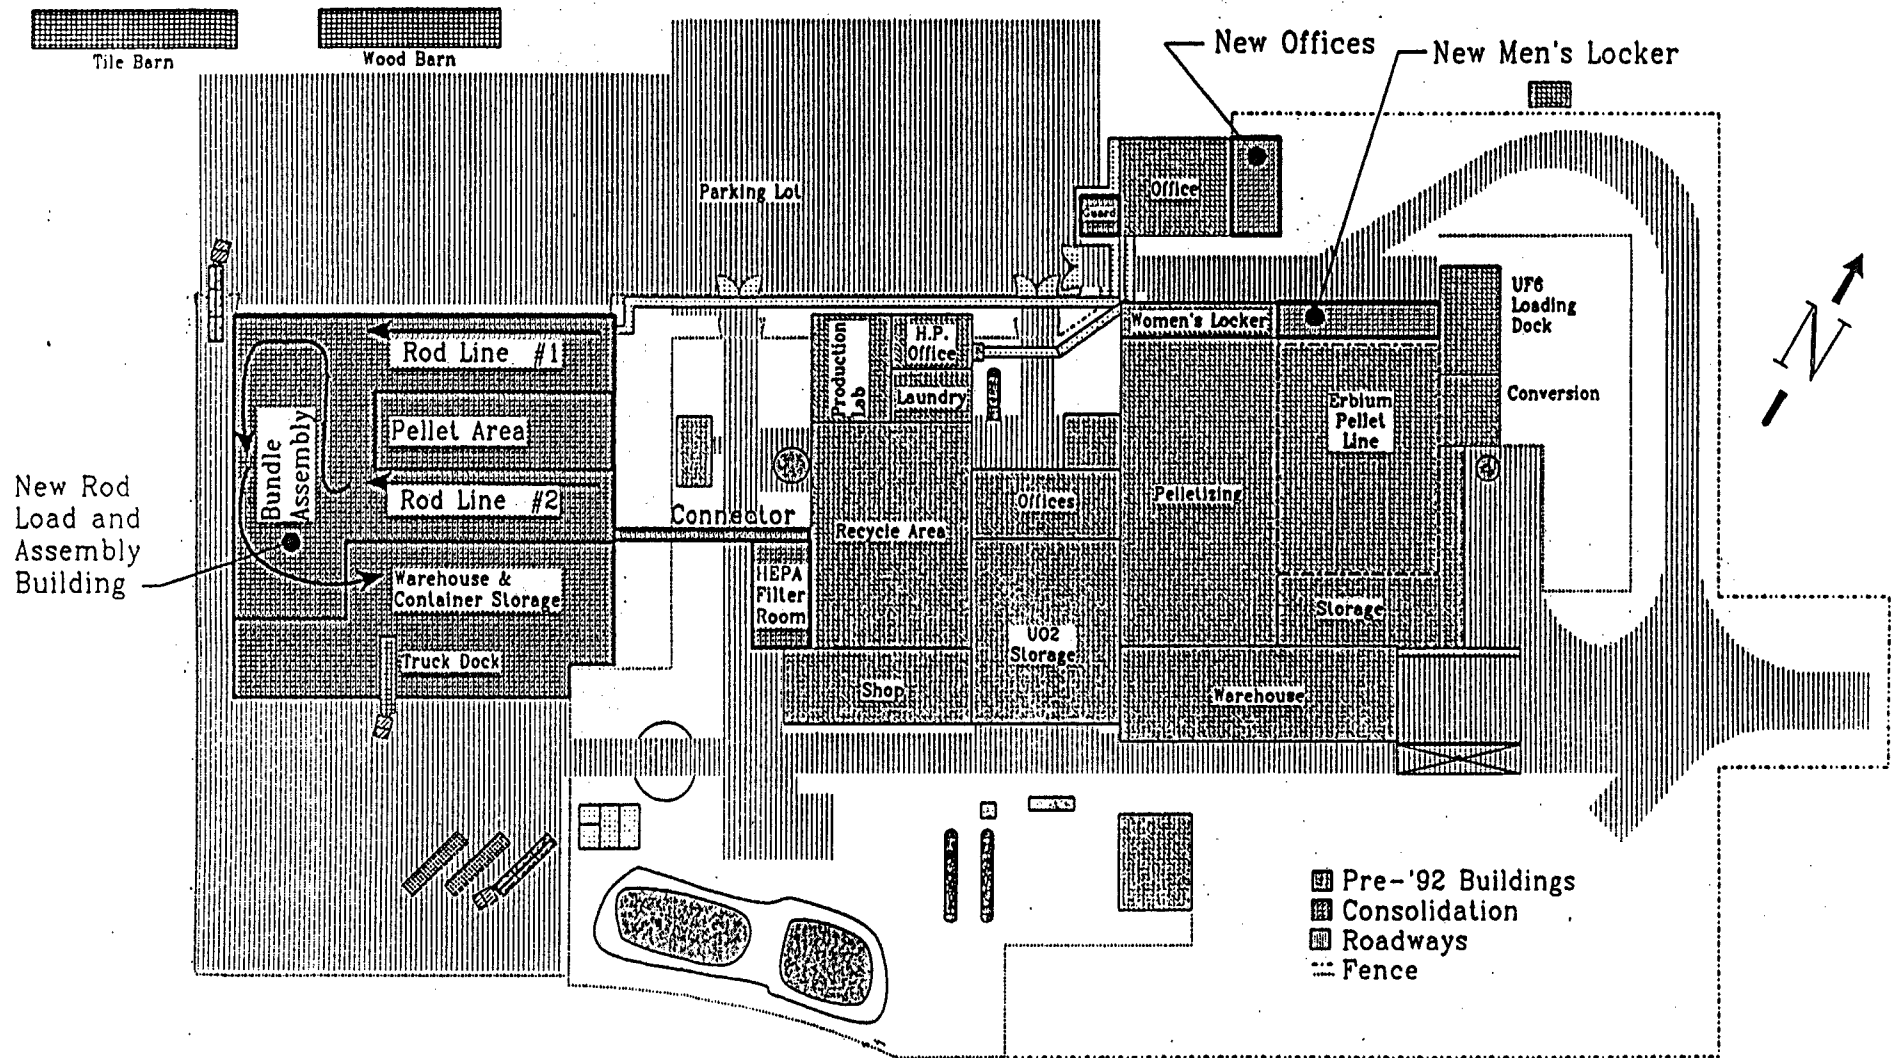 Tile Barn
Wood Barn
New Offices
New Men's Locker
Parking Lot
Office
Guard
Women's Locker
UF6
Loading
Dock
N
Rod Line #1
Production
Lab
H.P.
Office
Laundry
Conversion
Erbium
Pellet
Line
Pellet Area
Bundle
Assembly
Rod Line #2
New Rod
Load and
Assembly
Building
Connector
Recycle Area
Offices
Pelletizing
Warehouse &
Container Storage
HEPA
Filter
Room
Storage
UO2
Storage
Truck Dock
Shop
Warehouse
Pre-'92 Buildings
Consolidation
Roadways
Fence